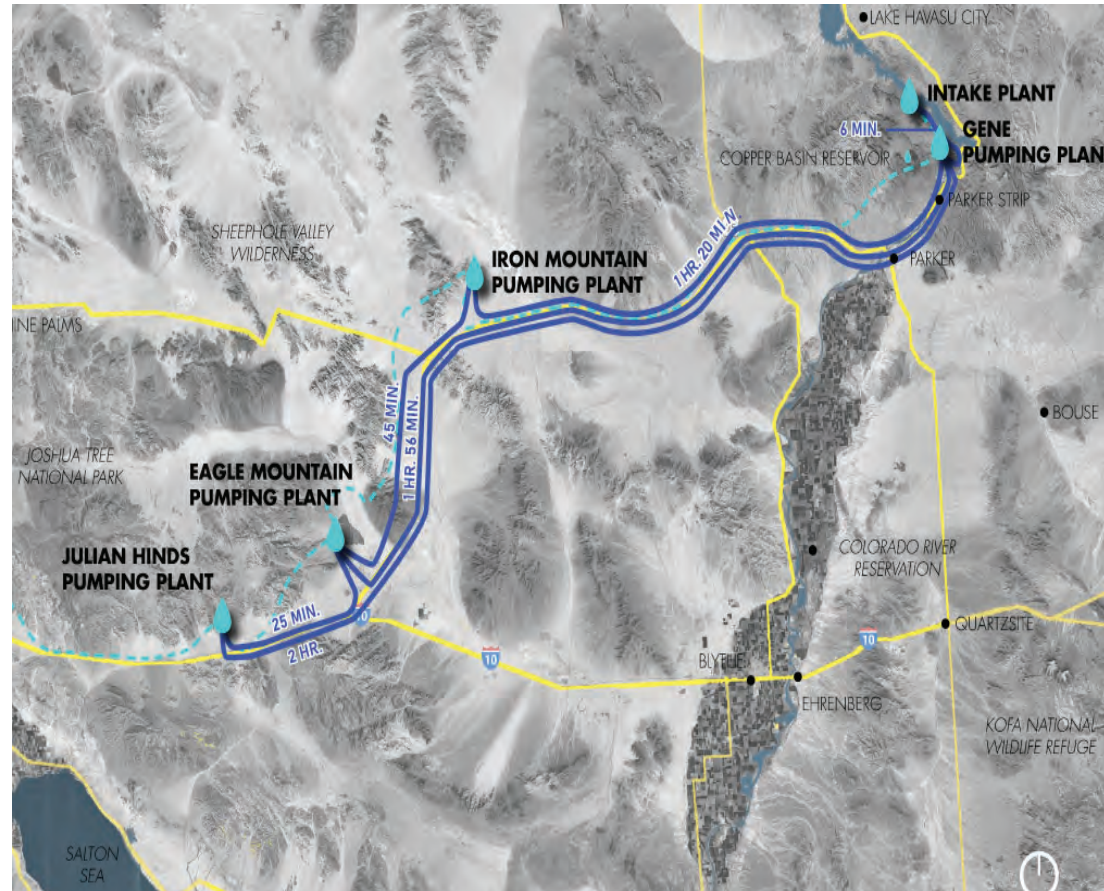 LAKE HAVASU CITY
INTAKE PLANT
6 MIN.
GENE
PUMPING PLAN
COPPER BASIN RESERVOIR
PARKER STRIP
SHEEPHOLE VALLEY
WILDERNESS
1 HR. 20 MIN
IRON MOUNTAIN
PUMPING PLANT
PARKER
INE PALMS
45 MIN.
1 HR. 56 MIN.
BOUSE
JOSHUA TREE
NATIONAL PARK
EAGLE MOUNTAIN
PUMPING PLANT
JULIAN HINDS
PUMPING PLANT
COLORADO RIVER
RESERVATION
25 MIN.
2 HR.
10
10
10
QUARTZSITE
BLYTHE
EHRENBERG
KOFA NATIONAL
WILDLIFE REFUGE
SALTON
SEA